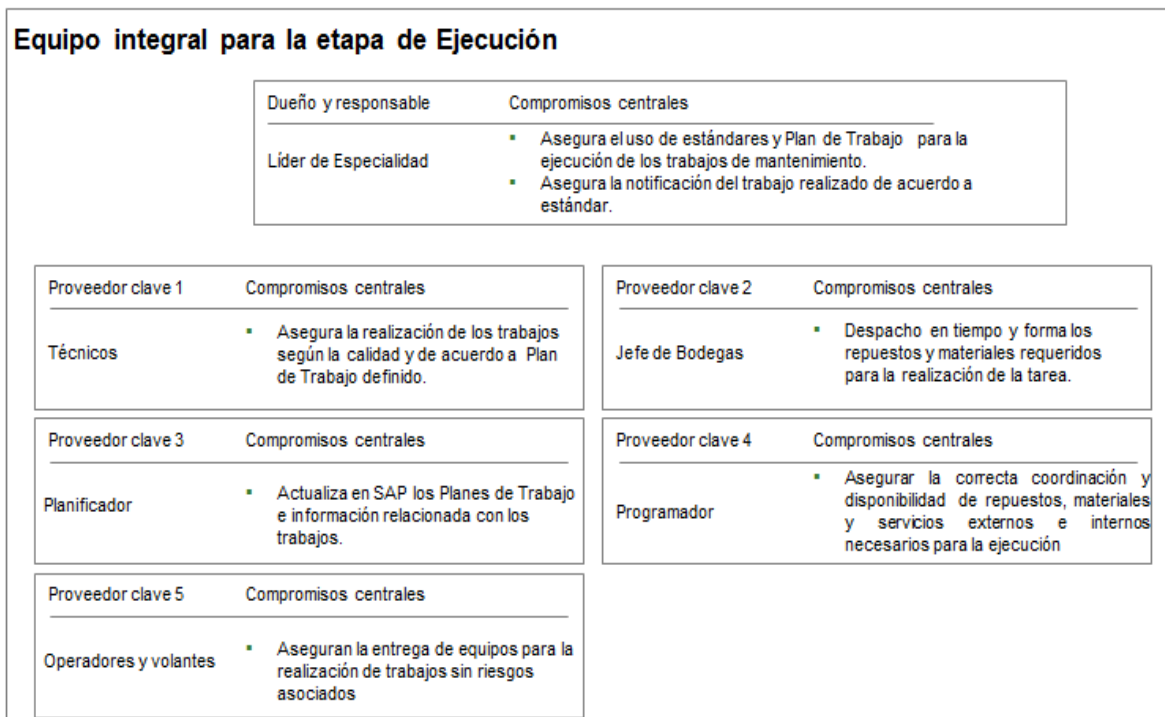 Equipo integral para la etapa de Ejecución
Dueño y responsable
Compromisos centrales
Líder de Especialidad
▪ Asegura el uso de estándares y Plan de Trabajo para la
ejecución de los trabajos de mantenimiento.
▪ Asegura la notificación del trabajo realizado de acuerdo a
estándar.
Proveedor clave 1
Compromisos centrales
Técnicos
▪ Asegura la realización de los trabajos
según la calidad y de acuerdo a Plan
de Trabajo definido.
Proveedor clave 2
Compromisos centrales
Jefe de Bodegas
▪ Despacho en tiempo y forma los
repuestos y materiales requeridos
para la realización de la tarea.
Proveedor clave 3
Compromisos centrales
Planificador
▪ Actualiza en SAP los Planes de Trabajo
e información relacionada con los
trabajos.
Proveedor clave 4
Compromisos centrales
Programador
▪ Asegurar la correcta coordinación y
disponibilidad de repuestos, materiales
y servicios externos e internos
necesarios para la ejecución
Proveedor clave 5
Compromisos centrales
Operadores y volantes
▪ Aseguran la entrega de equipos para la
realización de trabajos sin riesgos
asociados